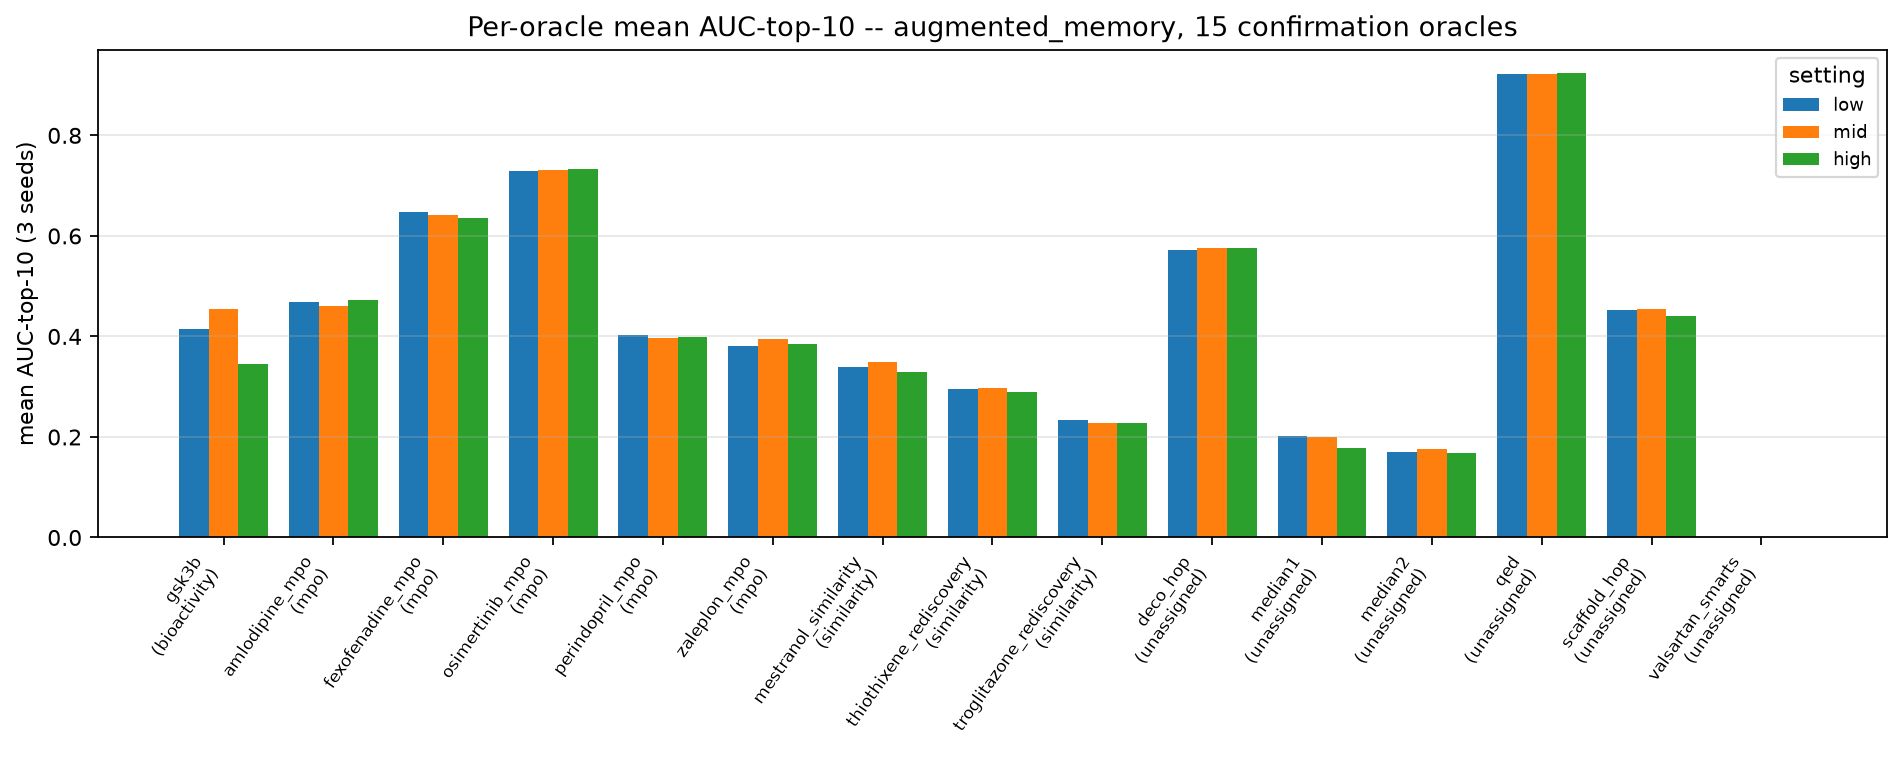 Per-oracle mean AUC-top-10 -- augmented_memory, 15 confirmation oracles
setting
low
mid
high
mean AUC-top-10 (3 seeds)
0.8
0.6
0.4
0.2
0.0
gsk3b
(bioactivity)
amlodipine_mpo
(mpo)
fexofenadine_mpo
(mpo)
osimertinib_mpo
(mpo)
perindopril_mpo
(mpo)
zaleplon_mpo
(mpo)
mestranol_similarity
(similarity)
thiothixene_rediscovery
(similarity)
troglitazone_rediscovery
(similarity)
deco_hop
(unassigned)
median1
(unassigned)
median2
(unassigned)
qed
(unassigned)
scaffold_hop
(unassigned)
valsartan_smarts
(unassigned)